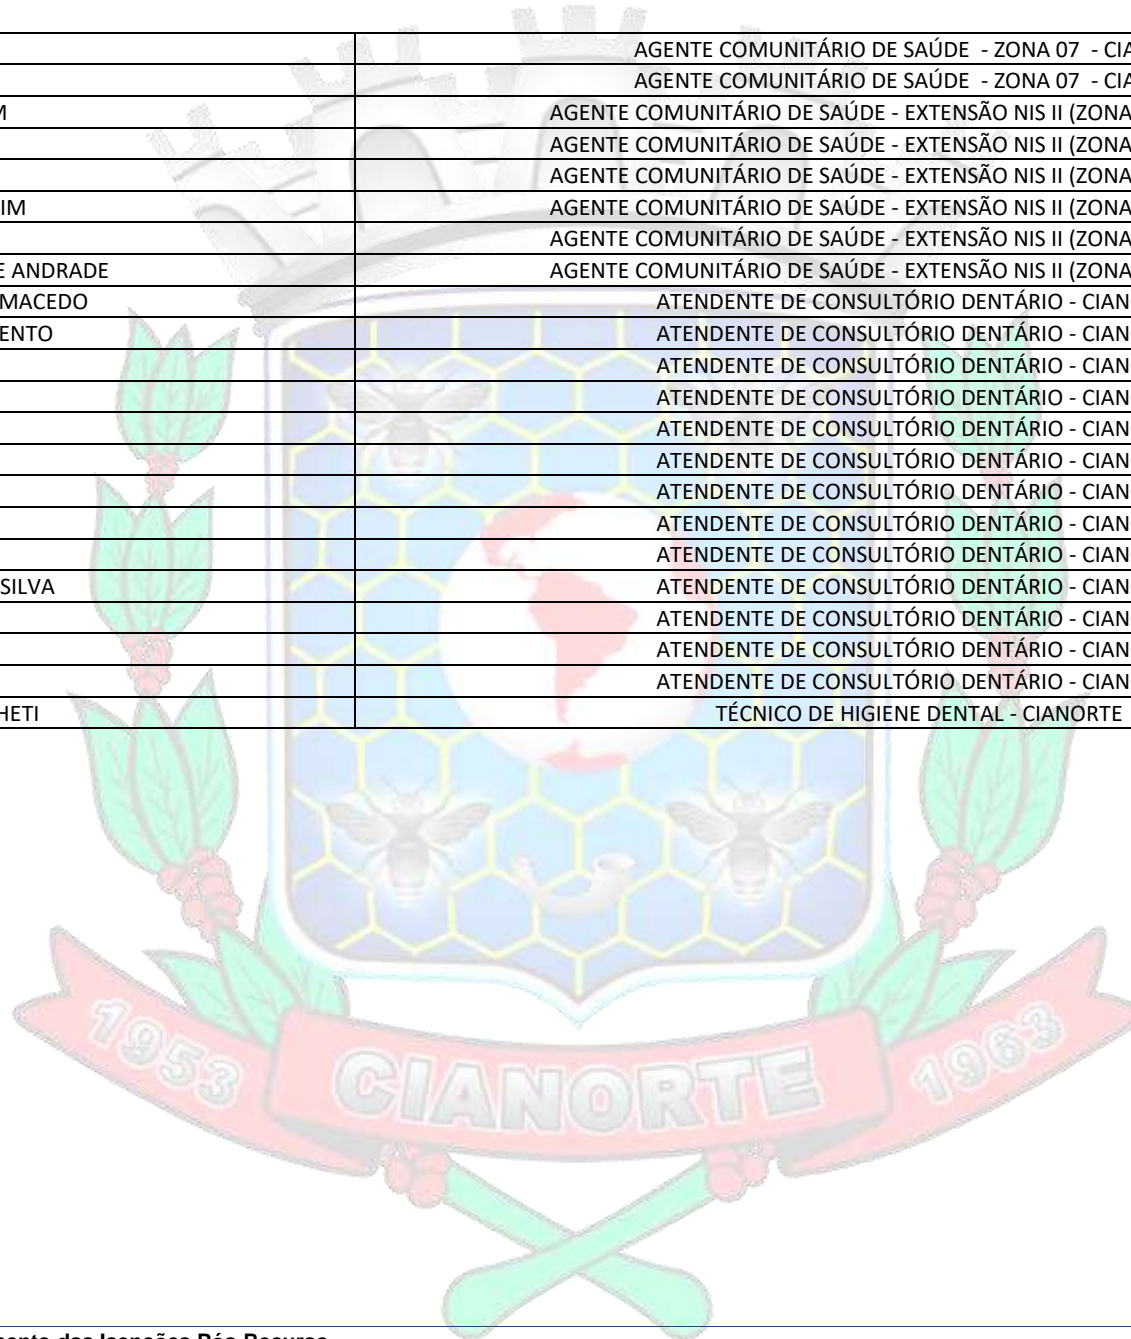 AGENTE COMUNITÁRIO DE SAÚDE - ZONA 07 - CIA
AGENTE COMUNITÁRIO DE SAÚDE - ZONA 07 - CIA
M AGENTE COMUNITÁRIO DE SAÚDE - EXTENSÃO NIS II (ZONA
AGENTE COMUNITÁRIO DE SAÚDE - EXTENSÃO NIS II (ZONA
AGENTE COMUNITÁRIO DE SAÚDE - EXTENSÃO NIS II (ZONA
IM AGENTE COMUNITÁRIO DE SAÚDE - EXTENSÃO NIS II (ZONA
AGENTE COMUNITÁRIO DE SAÚDE - EXTENSÃO NIS II (ZONA
E ANDRADE AGENTE COMUNITÁRIO DE SAÚDE - EXTENSÃO NIS II (ZONA
MACEDO ATENDENTE DE CONSULTÓRIO DENTÁRIO - CIAN
ENTO ATENDENTE DE CONSULTÓRIO DENTÁRIO - CIAN
ATENDENTE DE CONSULTÓRIO DENTÁRIO - CIAN
ATENDENTE DE CONSULTÓRIO DENTÁRIO - CIAN
ATENDENTE DE CONSULTÓRIO DENTÁRIO - CIAN
ATENDENTE DE CONSULTÓRIO DENTÁRIO - CIAN
ATENDENTE DE CONSULTÓRIO DENTÁRIO - CIAN
ATENDENTE DE CONSULTÓRIO DENTÁRIO - CIAN
ATENDENTE DE CONSULTÓRIO DENTÁRIO - CIAN
SILVA ATENDENTE DE CONSULTÓRIO DENTÁRIO - CIAN
ATENDENTE DE CONSULTÓRIO DENTÁRIO - CIAN
ATENDENTE DE CONSULTÓRIO DENTÁRIO - CIAN
ATENDENTE DE CONSULTÓRIO DENTÁRIO - CIAN
HETI TÉCNICO DE HIGIENE DENTAL - CIANORTE
1953 CIANORTE 1963